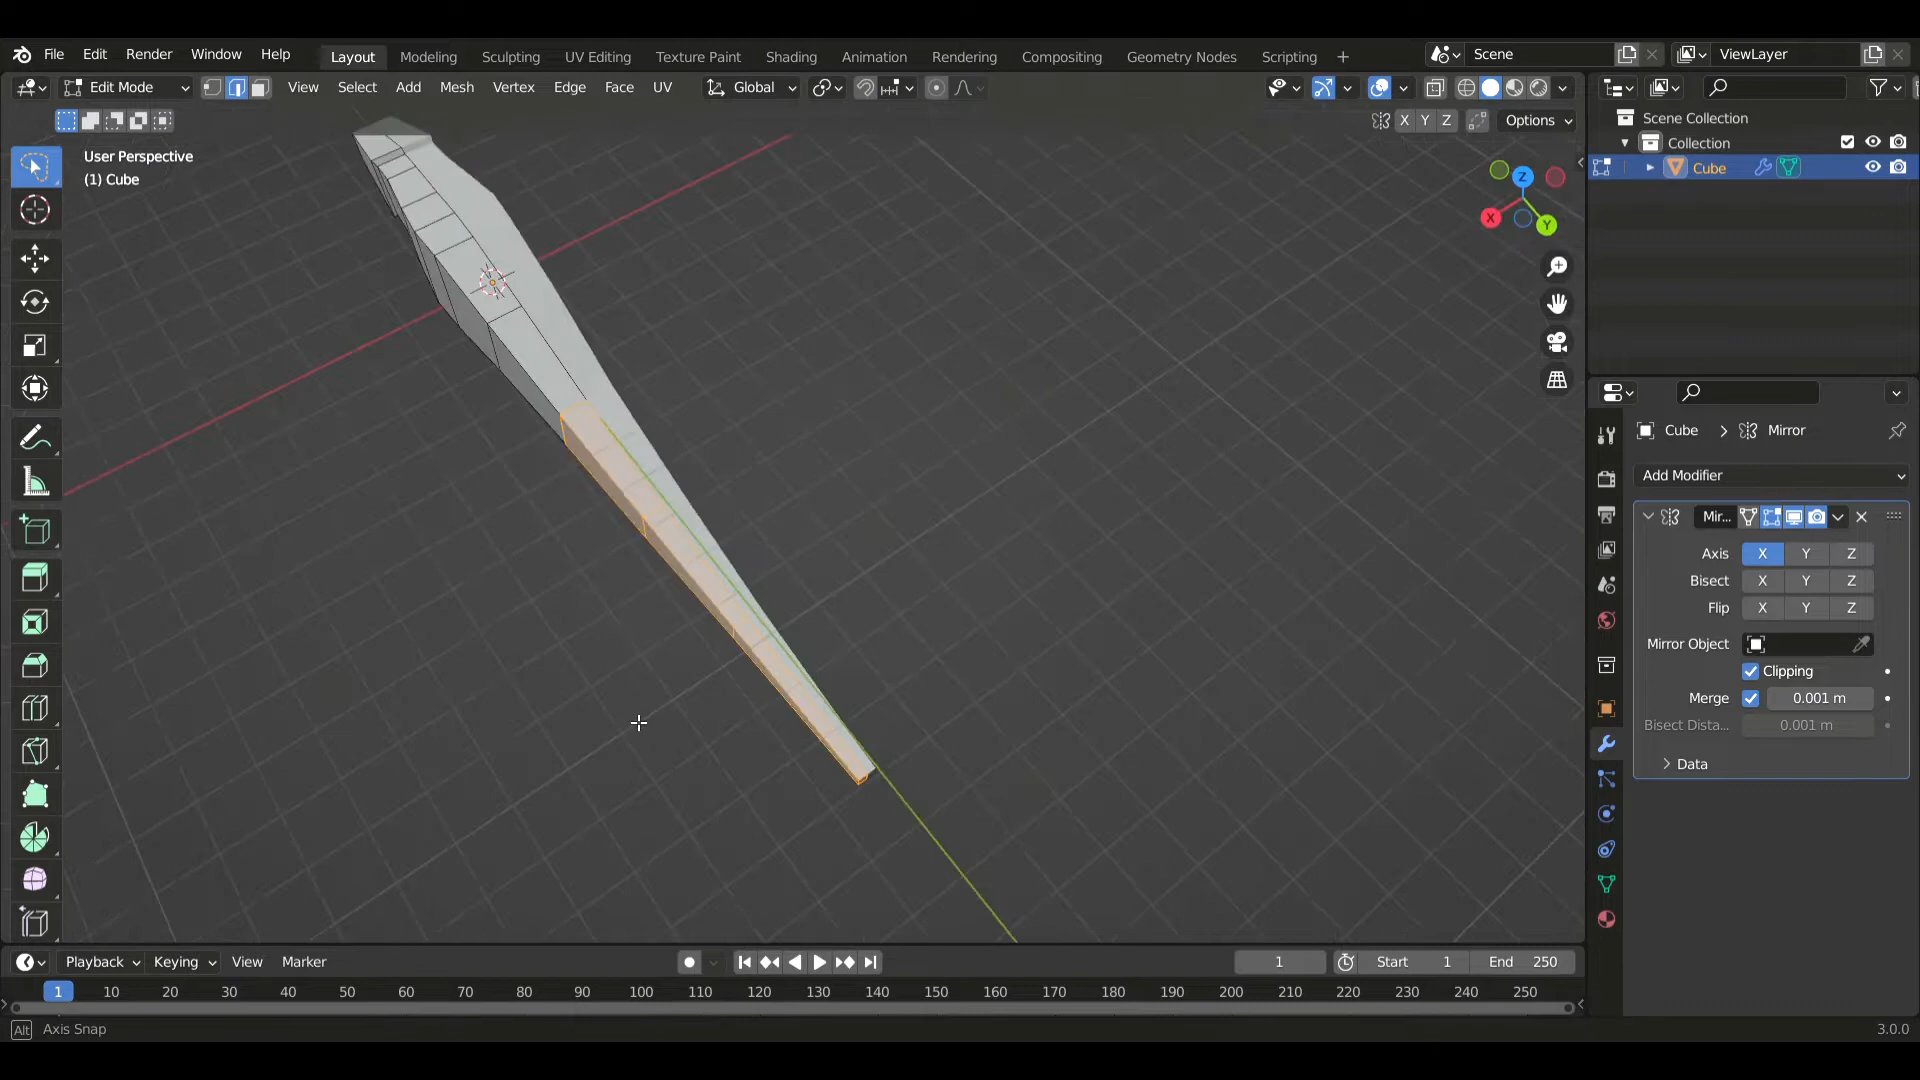 File Edit Render Window Help Layout Modeling Sculpting UV Editing Texture Paint Shading Animation Rendering Compositing Geometry Nodes Scripting + Scene ViewLayer
Edit Mode View Select Add Mesh Vertex Edge Face UV Global
X Y Z Options
User Perspective
(1) Cube
Z
X
Y
Scene Collection
Collection
Cube
Cube > Mirror
Add Modifier
Mir...
Axis X Y Z
Bisect X Y Z
Flip X Y Z
Mirror Object
Clipping
Merge 0.001 m
Bisect Dista... 0.001 m
Data
Playback Keying View Marker 1 Start 1 End 250
1 10 20 30 40 50 60 70 80 90 100 110 120 130 140 150 160 170 180 190 200 210 220 230 240 250
Alt Axis Snap 3.0.0